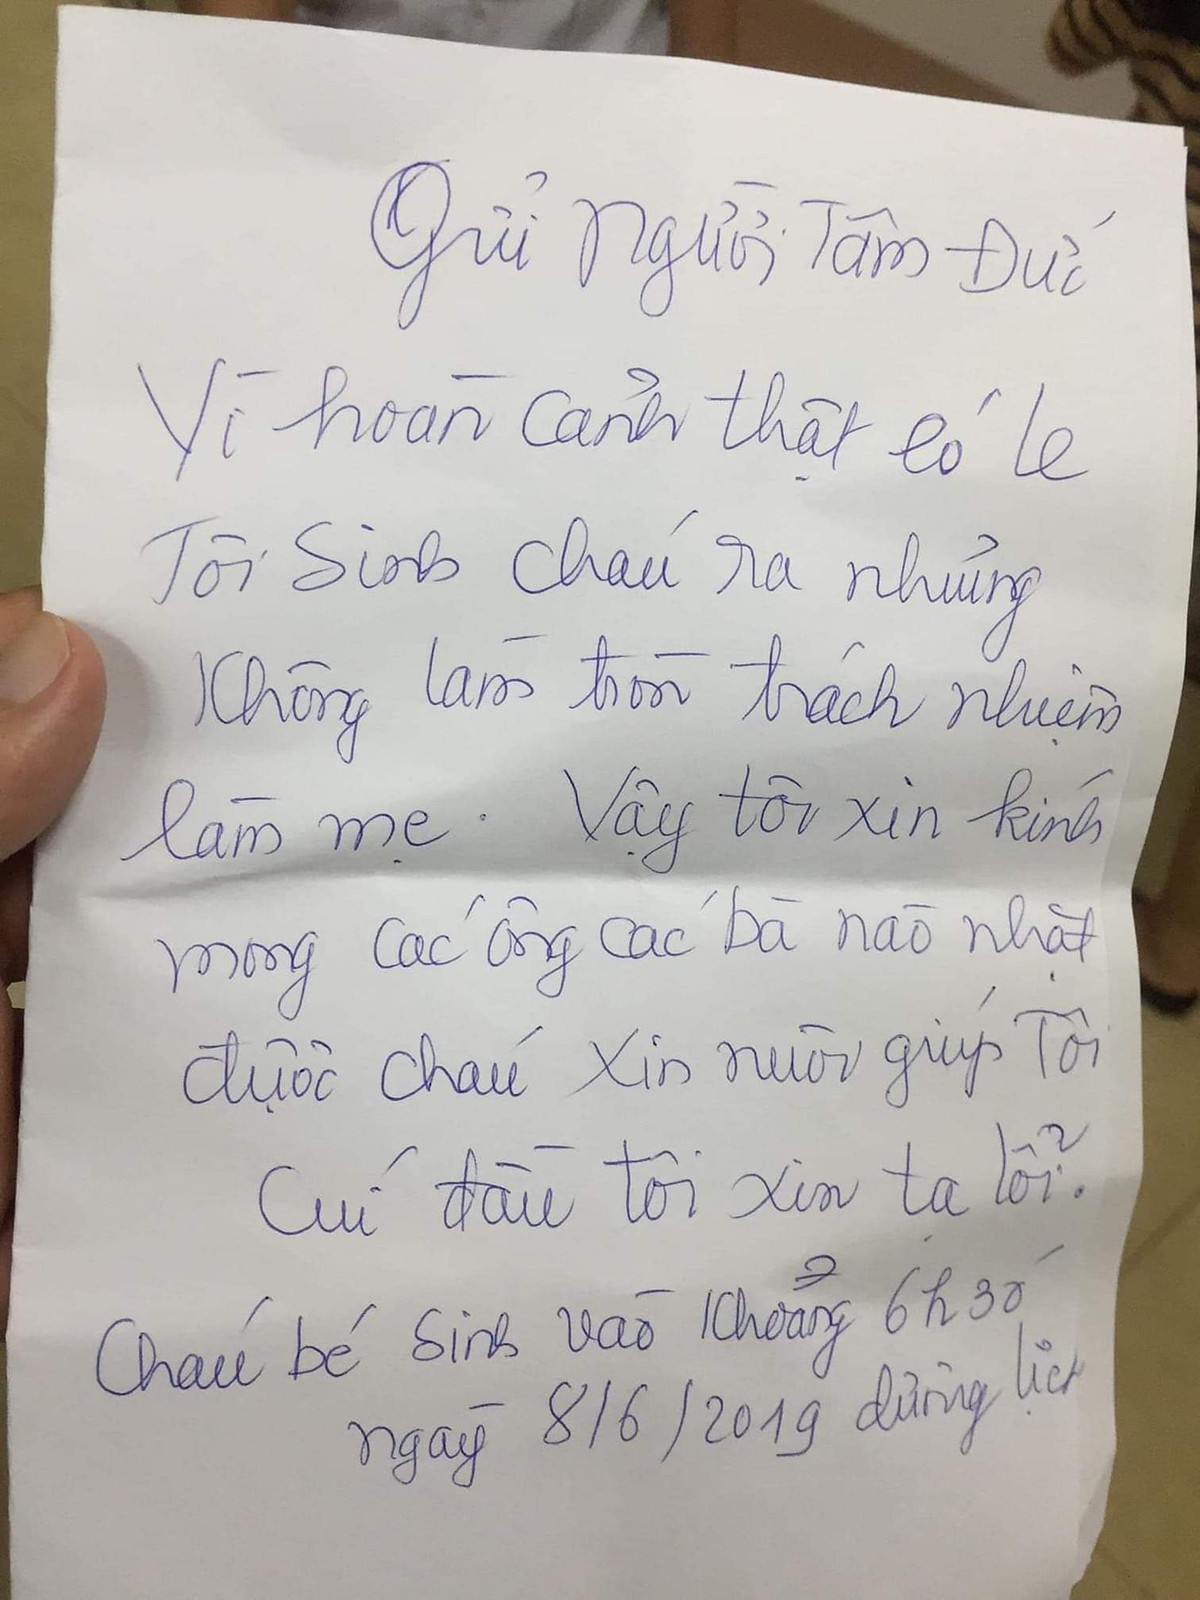 Gửi Người Tâm Đức
Vì hoàn cảnh thật éo le
Tôi Sinh cháu ra nhưng
Không làm tròn trách nhiệm
làm mẹ. Vậy tôi xin kính
mong các ông các bà nào nhặt
được cháu xin nuôi giúp Tôi
Cúi đầu tôi xin tạ lỗi.
Cháu bé sinh vào Khoảng 6h30'
ngày 8/6/2019 dương lịch